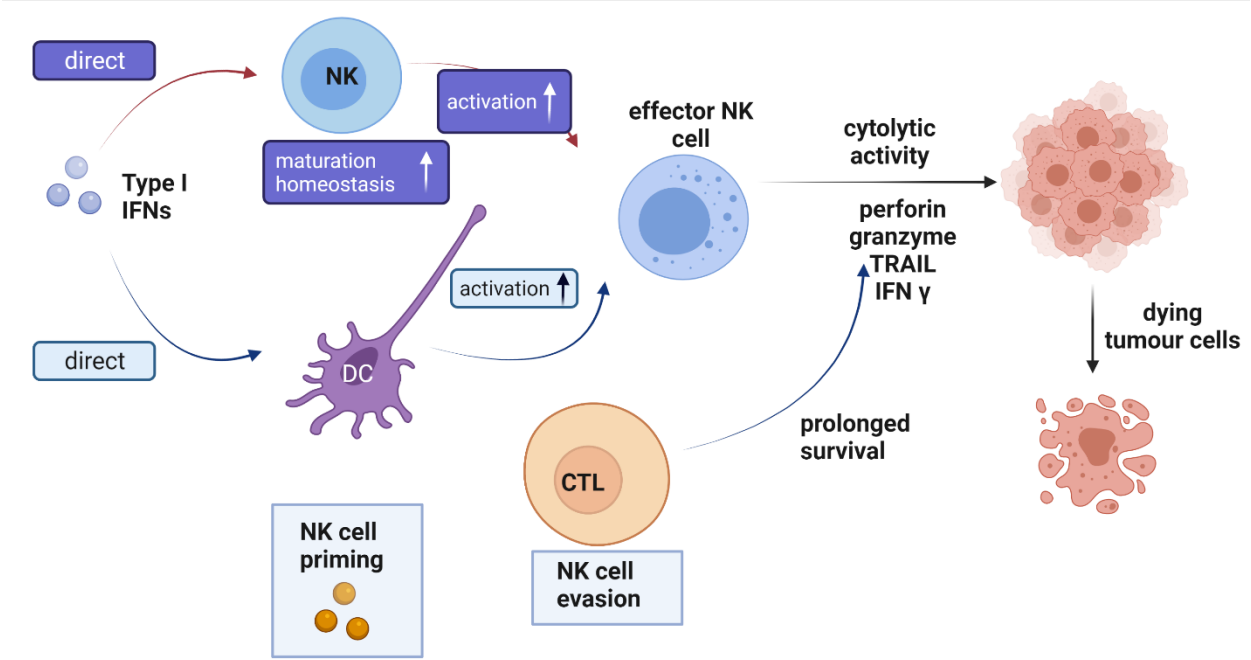 direct
NK
activation
maturation
homeostasis
Type I
IFNs
effector NK
cell
cytolytic
activity
perforin
granzyme
TRAIL
IFN γ
activation
direct
DC
dying
tumour cells
CTL
prolonged
survival
NK cell
priming
NK cell
evasion